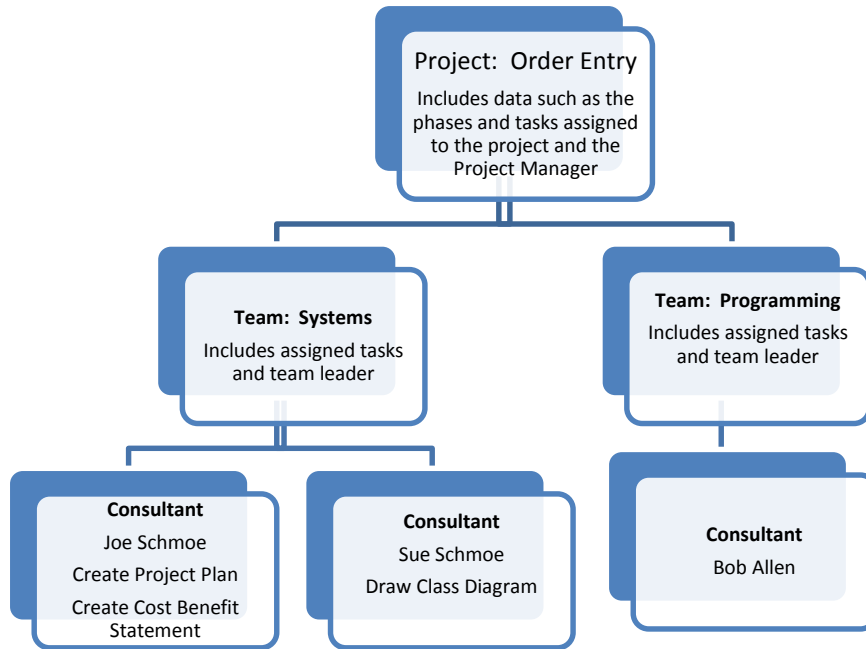 Project:  Order Entry
Includes data such as the
phases and tasks assigned
to the project and the
Project Manager
Team:  Systems
Includes assigned tasks
and team leader
Team:  Programming
Includes assigned tasks
and team leader
Consultant
Joe Schmoe
Create Project Plan
Create Cost Benefit
Statement
Consultant
Sue Schmoe
Draw Class Diagram
Consultant
Bob Allen